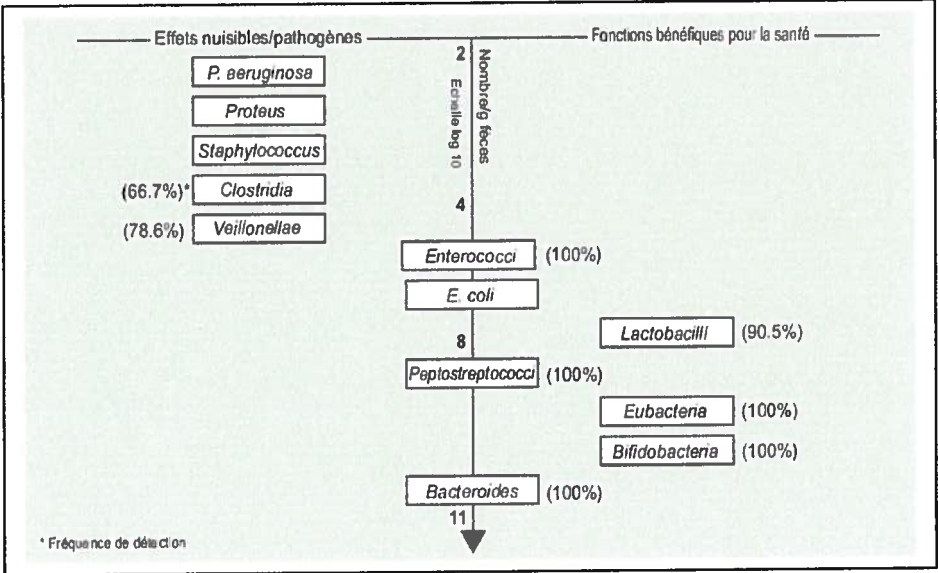 Effets nuisibles/pathogènes
Fonctions bénéfiques pour la santé
2
Nombre/g féces
Echelle log 10
P. aeruginosa
Proteus
Staphylococcus
(66.7%)* Clostridia
4
(78.6%) Veillonellae
Enterococci (100%)
E. coli
Lactobacilli (90.5%)
8
Peptostreptococci (100%)
Eubacteria (100%)
Bifidobacteria (100%)
Bacteroides (100%)
11
* Fréquence de détection